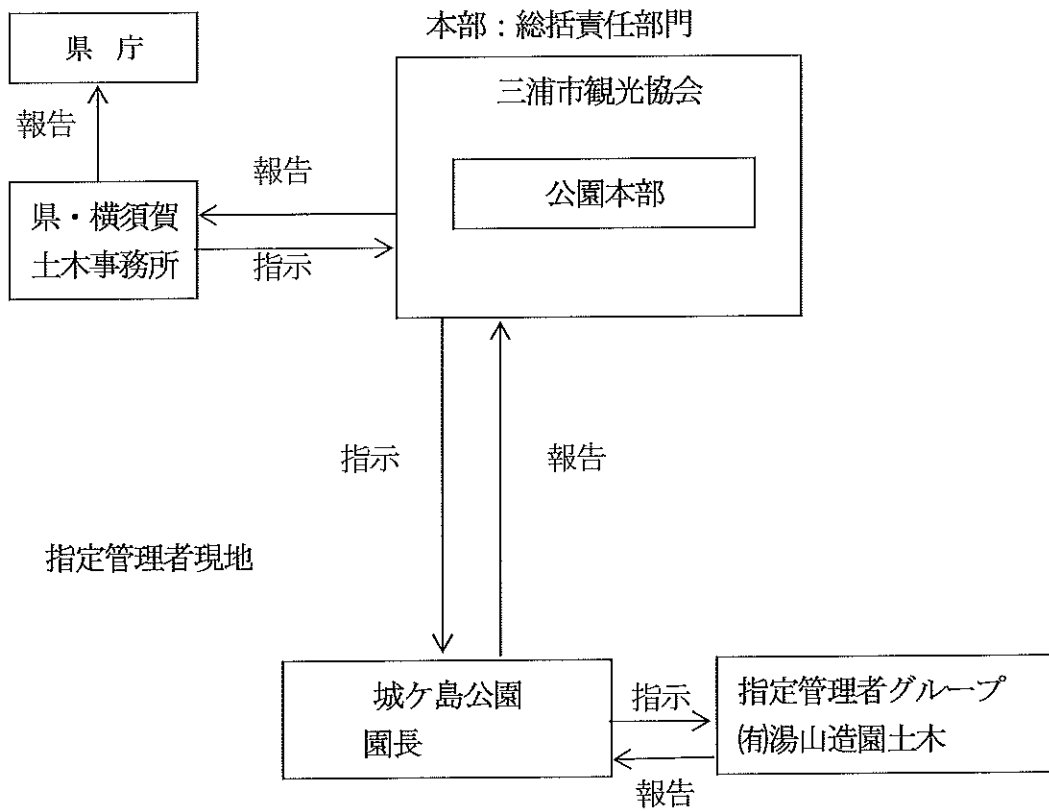 本部：総括責任部門
県　庁
三浦市観光協会
報告
公園本部
報告
県・横須賀
土木事務所
指示
指示
報告
指定管理者現地
城ケ島公園
園長
指示
指定管理者グループ
㈲湯山造園土木
報告